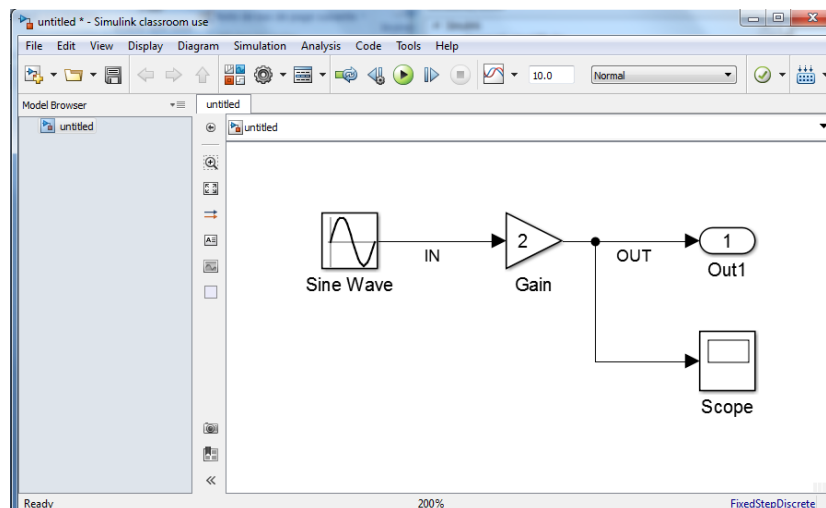 untitled * - Simulink classroom use
File Edit View Display Diagram Simulation Analysis Code Tools Help
10.0 Normal
Model Browser
untitled
untitled
untitled
2
1
IN
OUT
Sine Wave
Gain
Out1
Scope
Ready
200%
FixedStepDiscrete